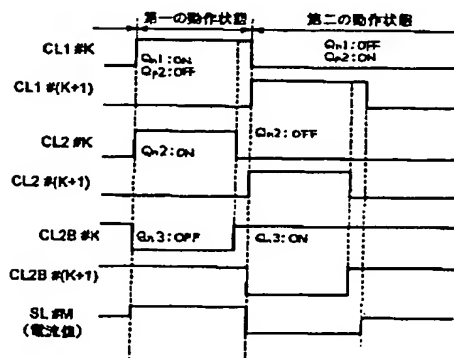 第一の動作状態 第二の動作状態
CL1 #K
Qn1:ON
Qp2:OFF
Qn1:OFF
Qp2:ON
CL1 #(K+1)
CL2 #K
Qn2:ON
Qn2:OFF
CL2 #(K+1)
CL2B #K
Qn3:OFF
Qn3:ON
CL2B #(K+1)
SL #M
(電流値)